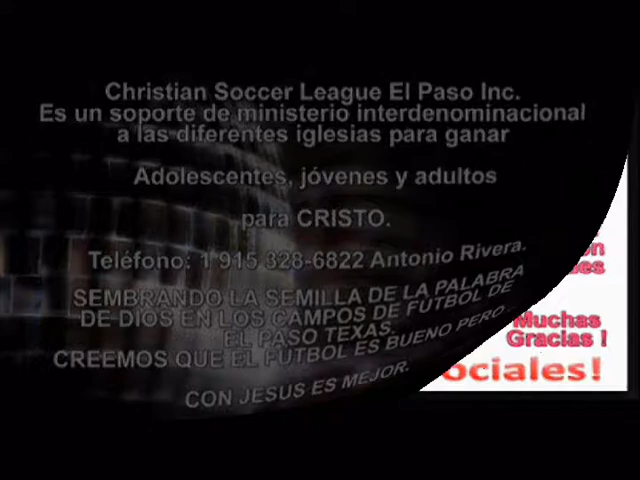 Christian Soccer League El Paso Inc.
Es un soporte de ministerio interdenominacional
a las diferentes iglesias para ganar
Adolescentes, jóvenes y adultos
para CRISTO.
Teléfono: 1 915 328-6822 Antonio Rivera.
SEMBRANDO LA SEMILLA DE LA PALABRA
DE DIOS EN LOS CAMPOS DE FUTBOL DE
EL PASO TEXAS.
CREEMOS QUE EL FUTBOL ES BUENO PERO
CON JESUS ES MEJOR.
Muchas
Gracias !